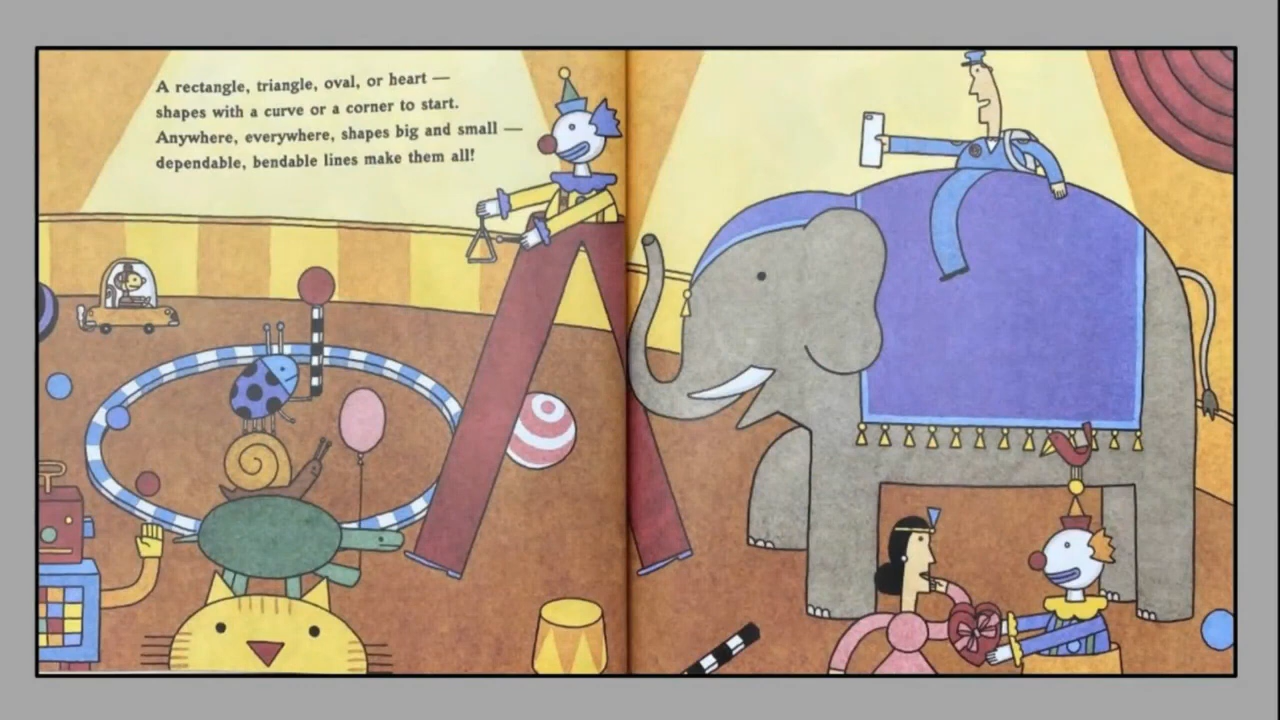 A rectangle, triangle, oval, or heart —
shapes with a curve or a corner to start.
Anywhere, everywhere, shapes big and small —
dependable, bendable lines make them all!